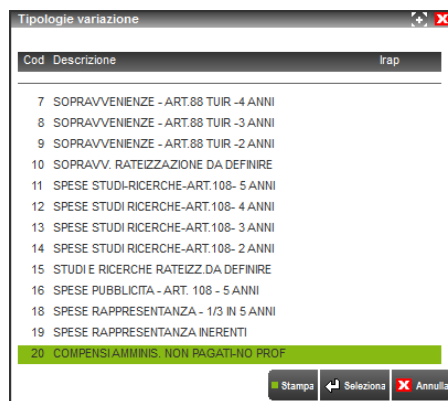 Tipologie variazione
Cod Descrizione Irap
7 SOPRAVVENIENZE - ART.88 TUIR -4 ANNI
8 SOPRAVVENIENZE - ART.88 TUIR -3 ANNI
9 SOPRAVVENIENZE - ART.88 TUIR -2 ANNI
10 SOPRAVV. RATEIZZAZIONE DA DEFINIRE
11 SPESE STUDI-RICERCHE-ART.108- 5 ANNI
12 SPESE STUDI RICERCHE-ART.108- 4 ANNI
13 SPESE STUDI RICERCHE-ART.108- 3 ANNI
14 SPESE STUDI RICERCHE-ART.108- 2 ANNI
15 STUDI E RICERCHE RATEIZZ.DA DEFINIRE
16 SPESE PUBBLICITA - ART. 108 - 5 ANNI
18 SPESE RAPPRESENTANZA - 1/3 IN 5 ANNI
19 SPESE RAPPRESENTANZA INERENTI
20 COMPENSI AMMINIS. NON PAGATI-NO PROF
Stampa Seleziona Annulla